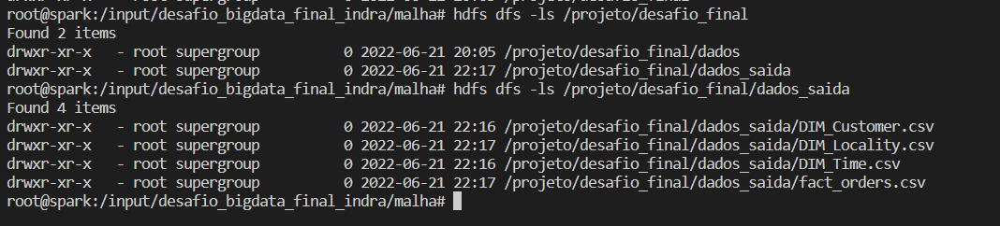 root@spark:/input/desafio_bigdata_final_indra/malha# hdfs dfs -ls /projeto/desafio_final
Found 2 items
drwxr-xr-x   - root supergroup          0 2022-06-21 20:05 /projeto/desafio_final/dados
drwxr-xr-x   - root supergroup          0 2022-06-21 22:17 /projeto/desafio_final/dados_saida
root@spark:/input/desafio_bigdata_final_indra/malha# hdfs dfs -ls /projeto/desafio_final/dados_saida
Found 4 items
drwxr-xr-x   - root supergroup          0 2022-06-21 22:16 /projeto/desafio_final/dados_saida/DIM_Customer.csv
drwxr-xr-x   - root supergroup          0 2022-06-21 22:17 /projeto/desafio_final/dados_saida/DIM_Locality.csv
drwxr-xr-x   - root supergroup          0 2022-06-21 22:16 /projeto/desafio_final/dados_saida/DIM_Time.csv
drwxr-xr-x   - root supergroup          0 2022-06-21 22:17 /projeto/desafio_final/dados_saida/fact_orders.csv
root@spark:/input/desafio_bigdata_final_indra/malha#